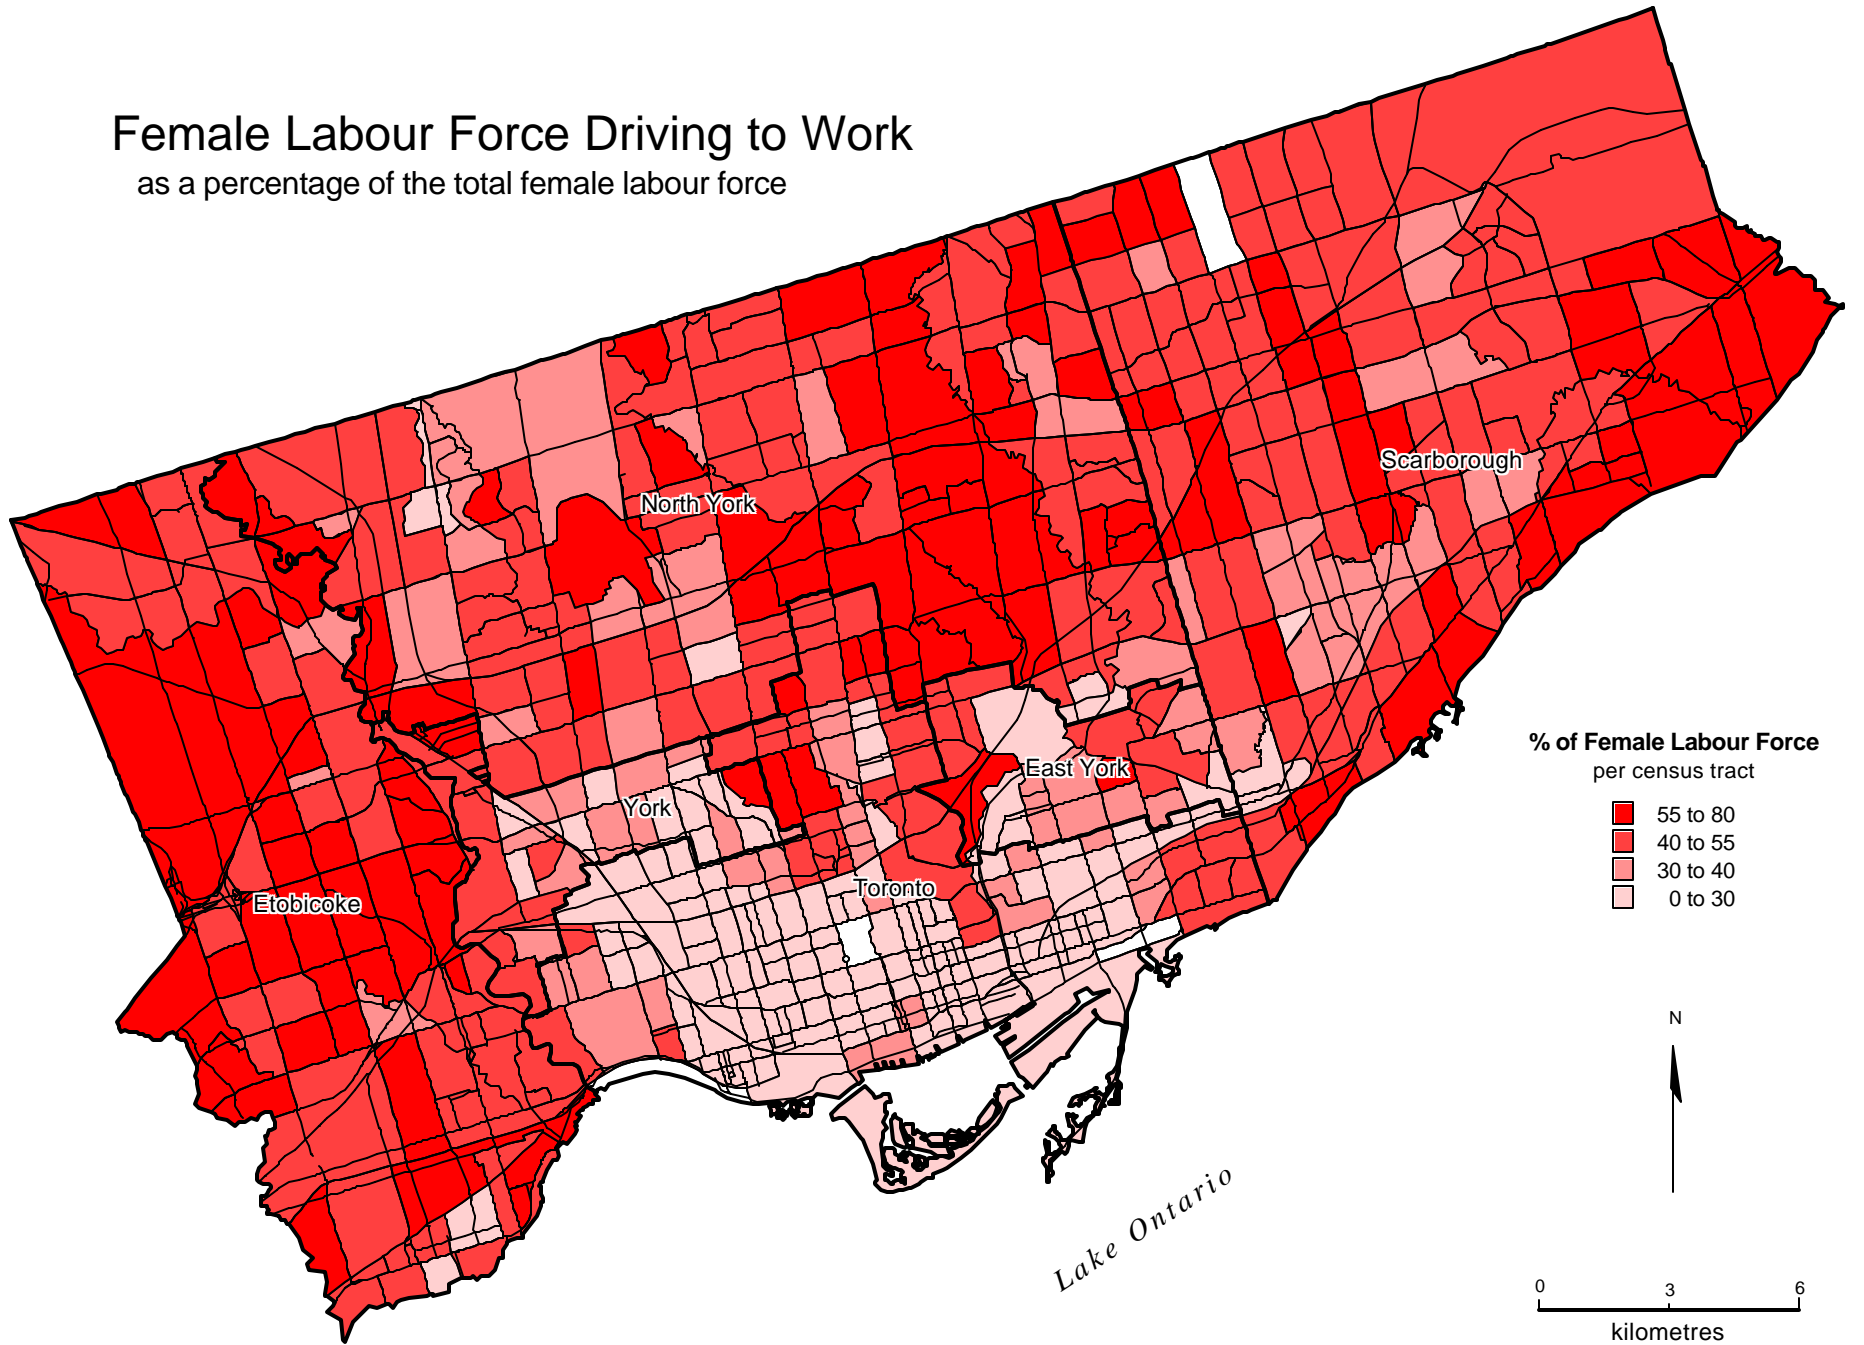 Female Labour Force Driving to Work
as a percentage of the total female labour force
Scarborough
North York
East York
York
Toronto
Etobicoke
% of Female Labour Force
per census tract
55 to 80
40 to 55
30 to 40
0 to 30
N
Lake Ontario
0 3 6
kilometres